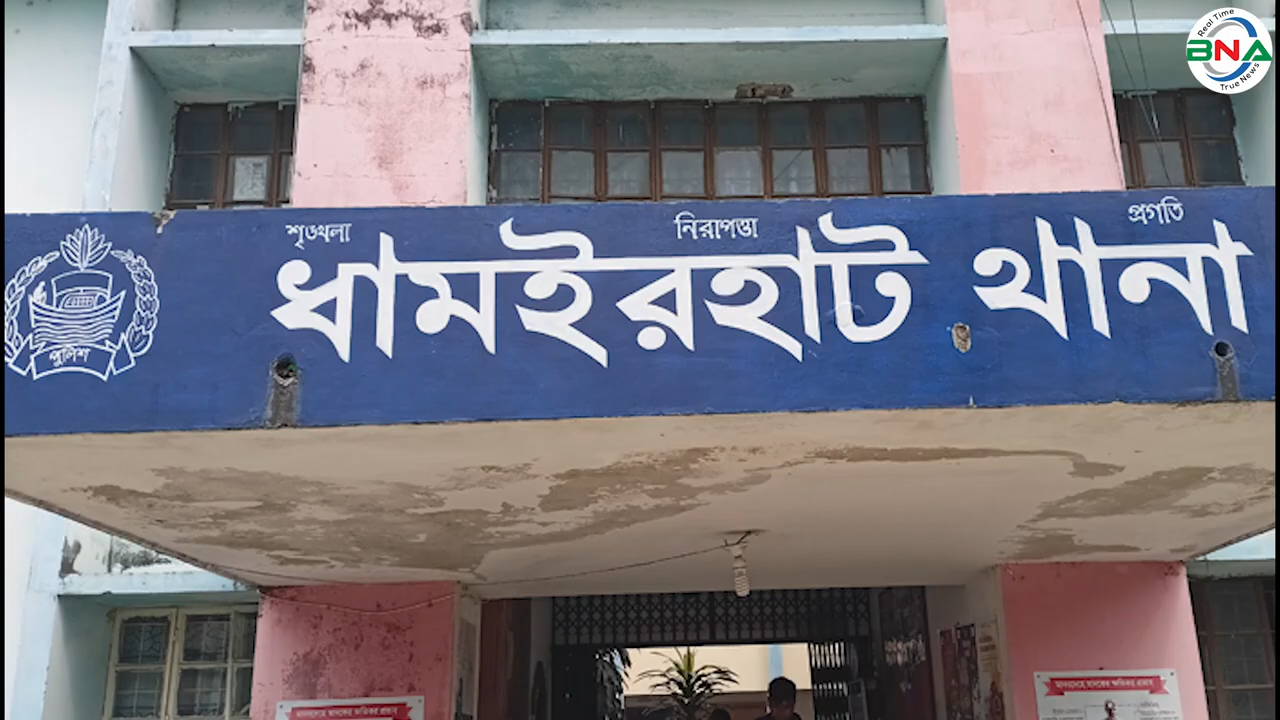 Real Time
BNA
True News
শৃঙ্খলা নিরাপত্তা প্রগতি
ধামইরহাট থানা
পুলিশ